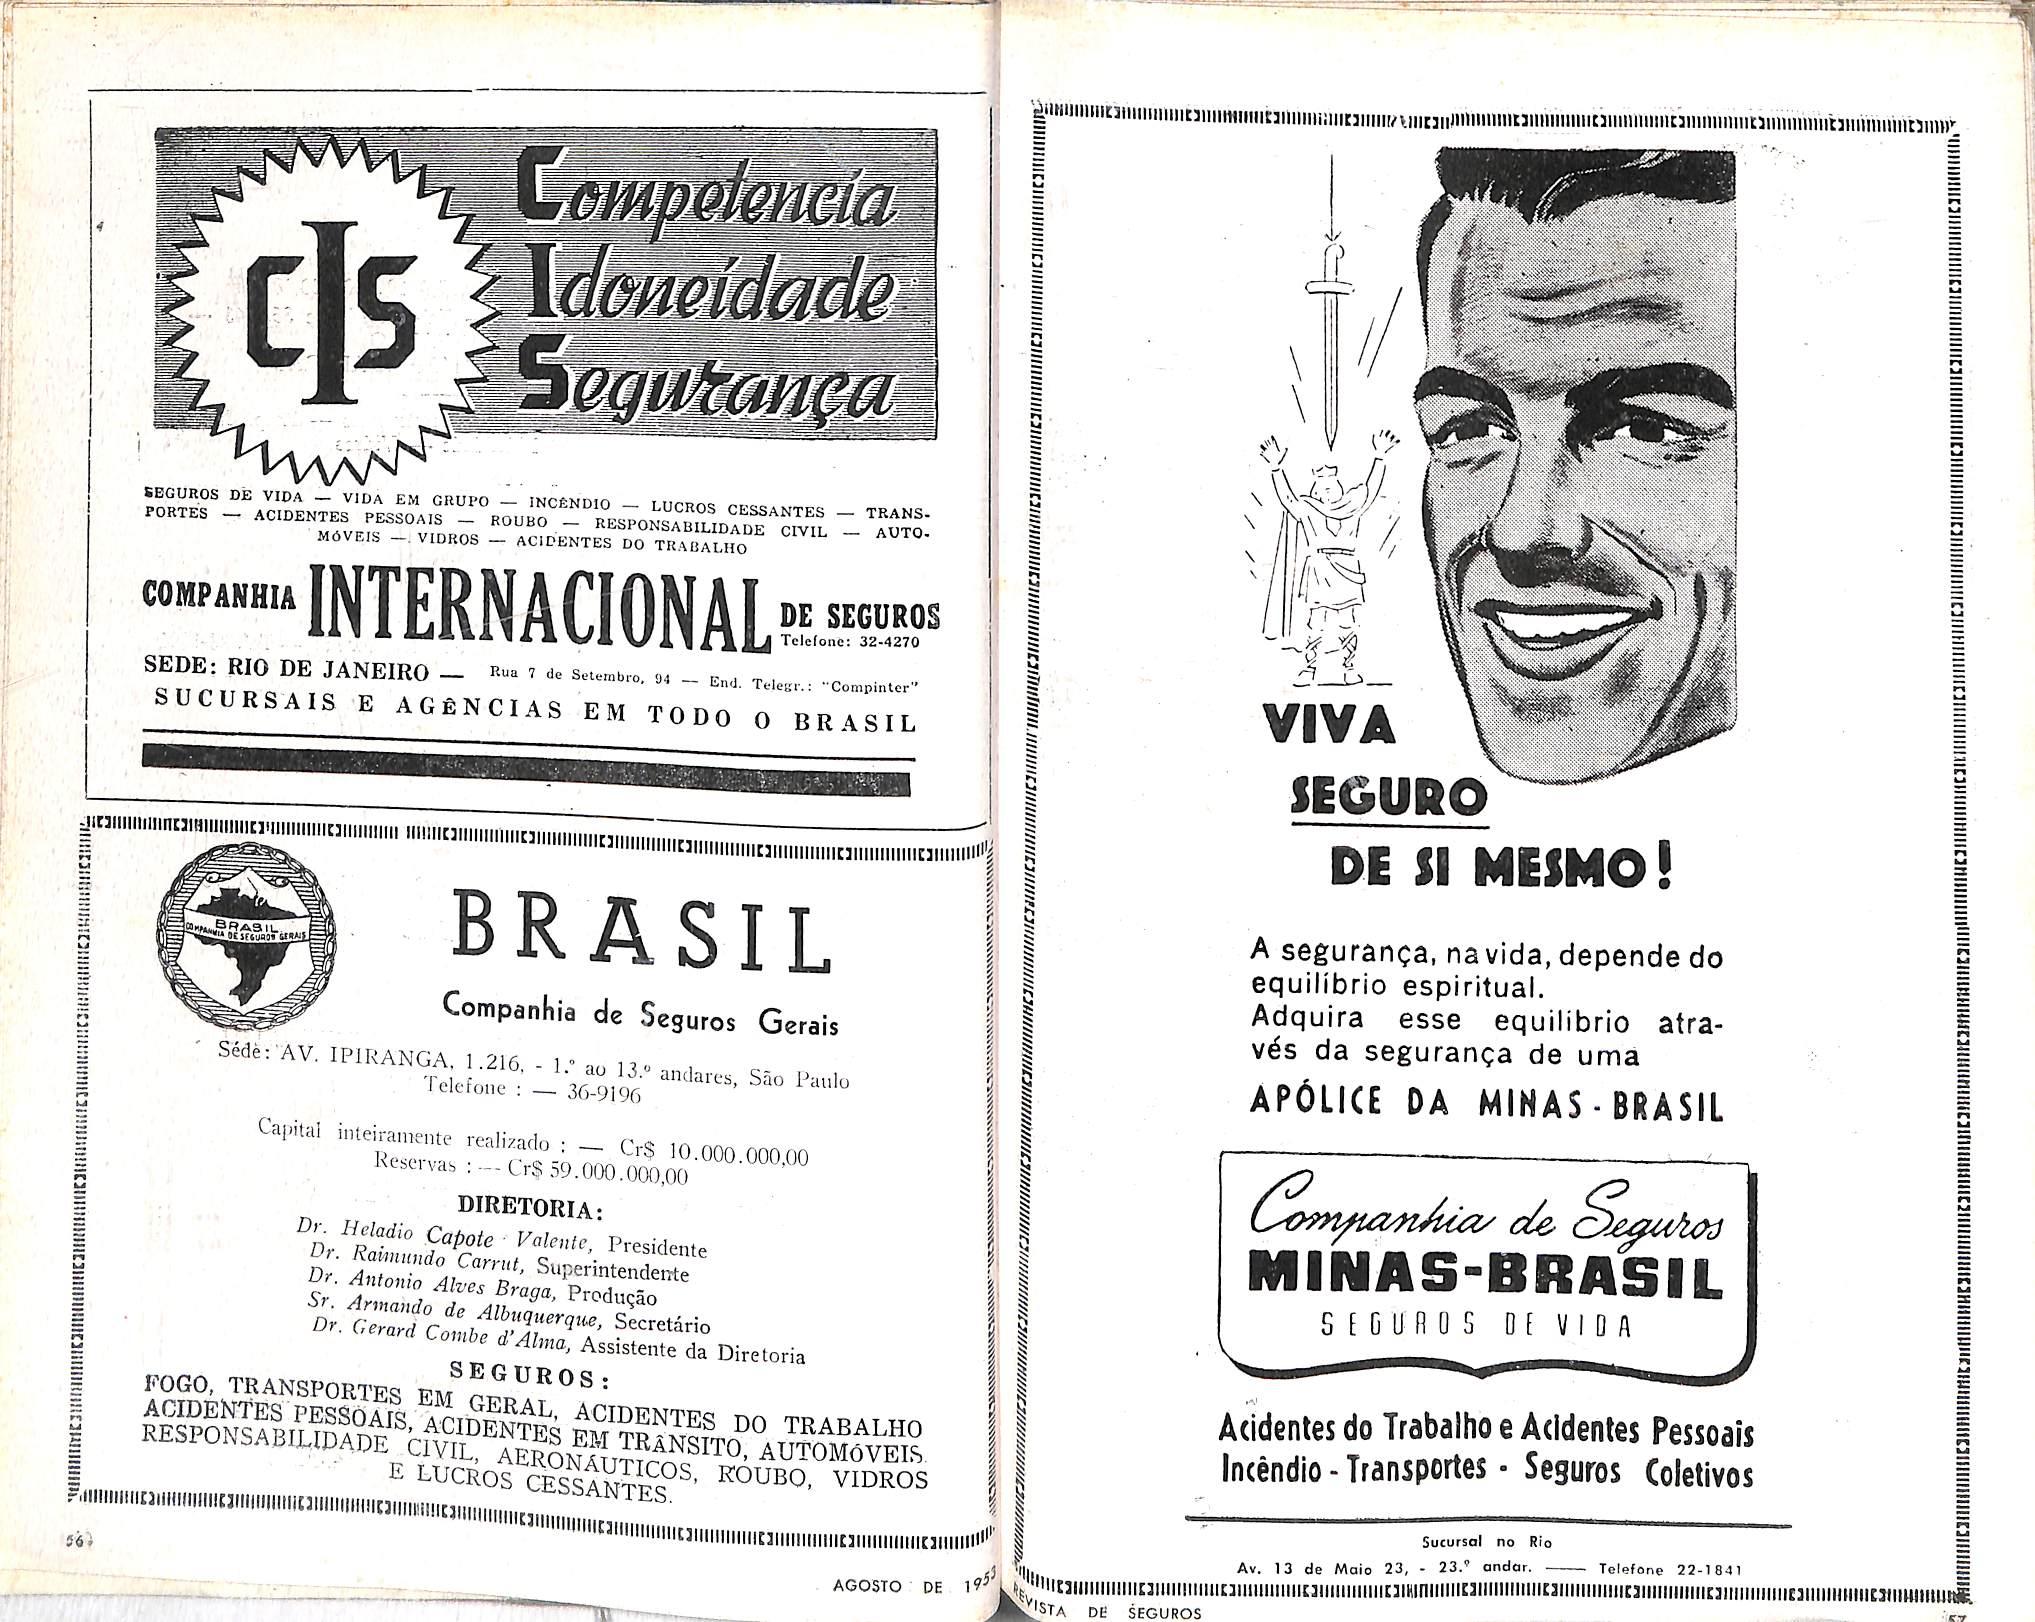 CIS
Competencia
Idoneidade
Segurança
SEGUROS DE VIDA — VIDA EM GRUPO — INCÊNDIO — LUCROS CESSANTES — TRANS-
PORTES — ACIDENTES PESSOAIS — ROUBO — RESPONSABILIDADE CIVIL — AUTO-
MÓVEIS — VIDROS — ACIDENTES DO TRABALHO
COMPANHIA INTERNACIONAL DE SEGUROS
Telefone: 32-4270
SEDE: RIO DE JANEIRO — Rua 7 de Setembro, 94 — End. Telegr.: "Compinter"
SUCURSAIS E AGÊNCIAS EM TODO O BRASIL
BRASIL
COMPANHIA DE SEGUROS GERAIS
BRASIL
Companhia de Seguros Gerais
Séde: AV. IPIRANGA, 1.216, - 1.º ao 13.º andares, São Paulo
Telefone : — 36-9196
Capital inteiramente realizado : — Cr$ 10.000.000,00
Reservas : — Cr$ 59.000.000,00
DIRETORIA:
Dr. Heladio Capote Valente, Presidente
Dr. Raimundo Carrut, Superintendente
Dr. Antonio Alves Braga, Produção
Sr. Armando de Albuquerque, Secretário
Dr. Gerard Combe d'Alma, Assistente da Diretoria
SEGUROS:
FOGO, TRANSPORTES EM GERAL, ACIDENTES DO TRABALHO
ACIDENTES PESSOAIS, ACIDENTES EM TRÂNSITO, AUTOMÓVEIS.
RESPONSABILIDADE CIVIL, AERONÁUTICOS, ROUBO, VIDROS
E LUCROS CESSANTES.
56
AGOSTO DE 1953
VIVA
SEGURO
DE SI MESMO!
A segurança, na vida, depende do
equilíbrio espiritual.
Adquira esse equilibrio atra-
vés da segurança de uma
APÓLICE DA MINAS-BRASIL
Companhia de Seguros
MINAS-BRASIL
SEGUROS DE VIDA
Acidentes do Trabalho e Acidentes Pessoais
Incêndio - Transportes - Seguros Coletivos
Sucursal no Rio
Av. 13 de Maio 23, - 23.º andar. — Telefone 22-1841
REVISTA DE SEGUROS
57